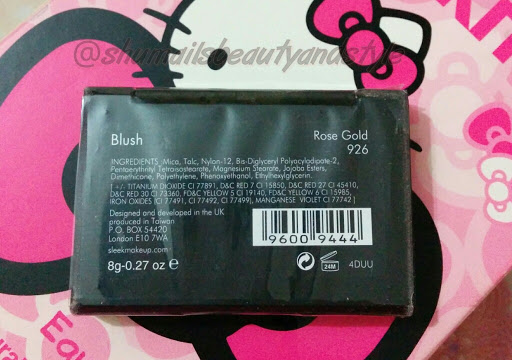 @shumailsbeautyandstyle
Blush
Rose Gold
926
INGREDIENTS: Mica, Talc, Nylon-12, Bis-Diglyceryl Polyacyladipate-2,
Pentaerythrityl Tetraisostearate, Magnesium Stearate, Jojoba Esters,
Dimethicone, Polyethylene, Phenoxyethanol, Ethylhexylglycerin.
[ +/- TITANIUM DIOXIDE CI 77891, D&C RED 7 CI 15850, D&C RED 27 CI 45410,
D&C RED 30 CI 73360, FD&C YELLOW 5 CI 19140, FD&C YELLOW 6 CI 15985,
IRON OXIDES (CI 77491, CI 77492, CI 77499), MANGANESE VIOLET CI 77742 ]
Designed and developed in the UK
produced in Taiwan
P.O. BOX 54420
London E10 7WA
sleekmakeup.com
8g-0.27 oz e
9600 9444
24M
4DUU